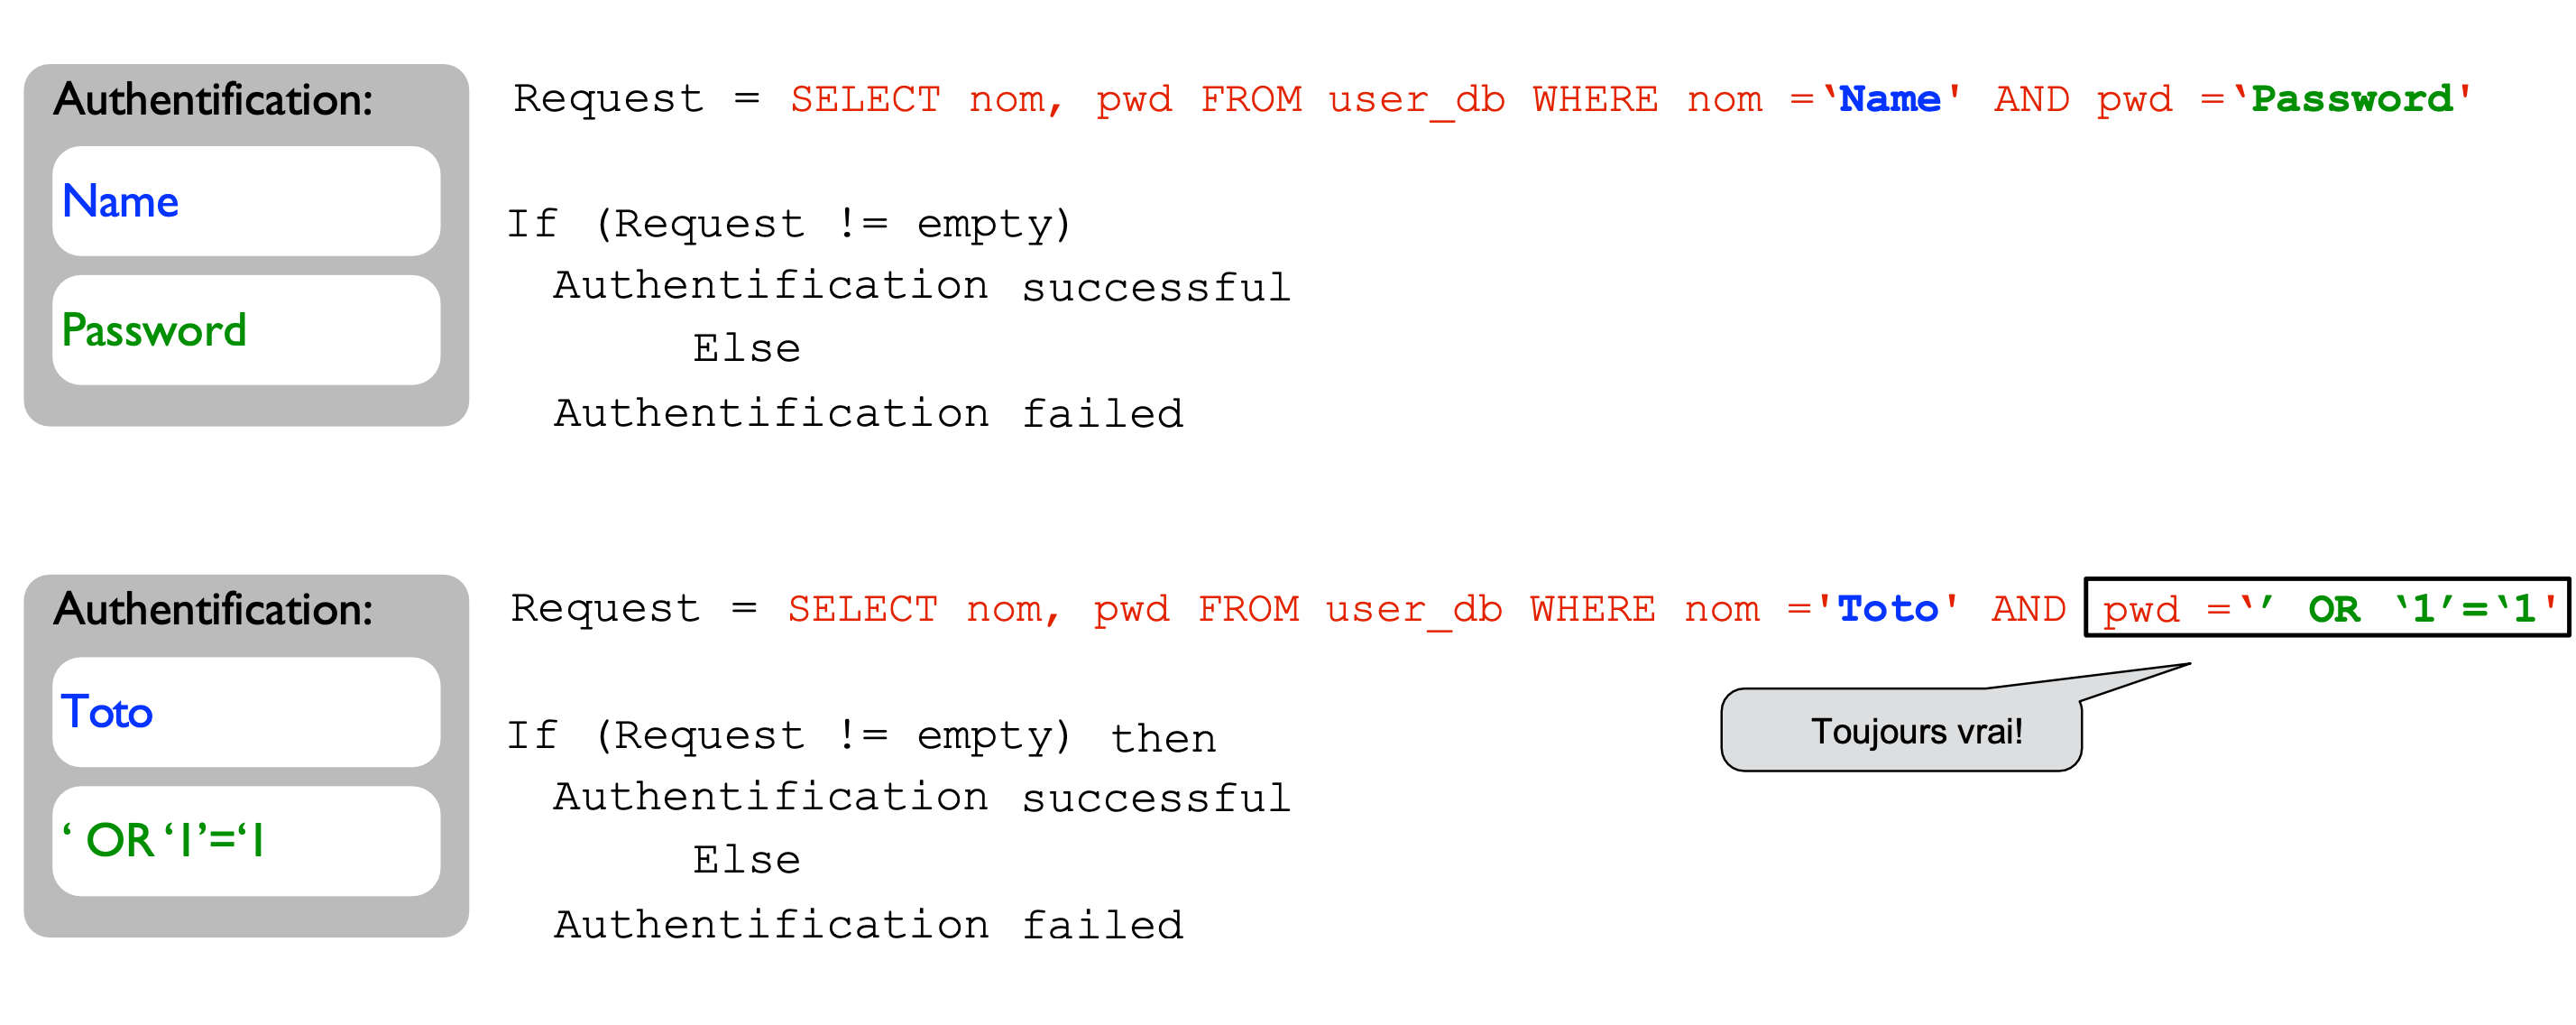 Authentification:
Name
Password
Request = SELECT nom, pwd FROM user_db WHERE nom =‵Name' AND pwd =‵Password'
If (Request != empty)
Authentification successful
Else
Authentification failed
Authentification:
Toto
‘ OR ‘1’=‘1
Request = SELECT nom, pwd FROM user_db WHERE nom ='Toto' AND pwd =‵′ OR ‵1′=‵1'
Toujours vrai!
If (Request != empty) then
Authentification successful
Else
Authentification failed